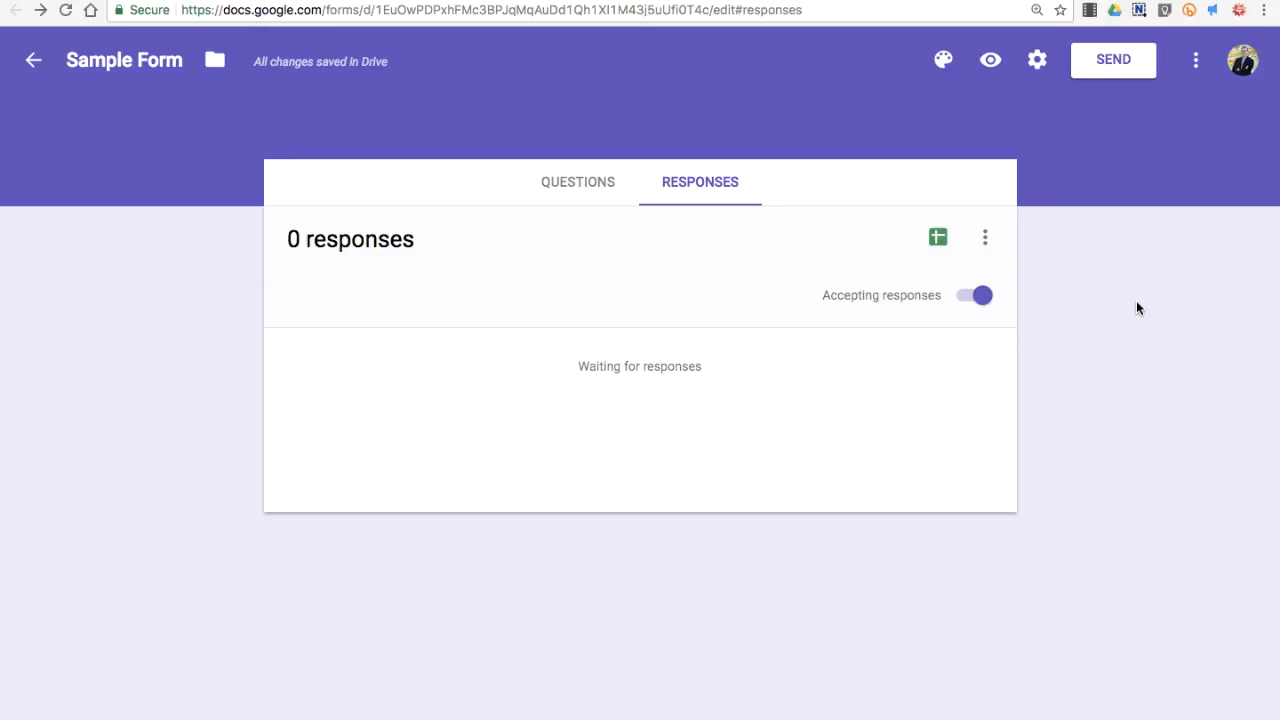 Secure https://docs.google.com/forms/d/1EuOwPDPxhFMc3BPJqMqAuDd1Qh1XI1M43j5uUfi0T4c/edit#responses
Sample Form All changes saved in Drive SEND
QUESTIONS RESPONSES
0 responses
Accepting responses
Waiting for responses